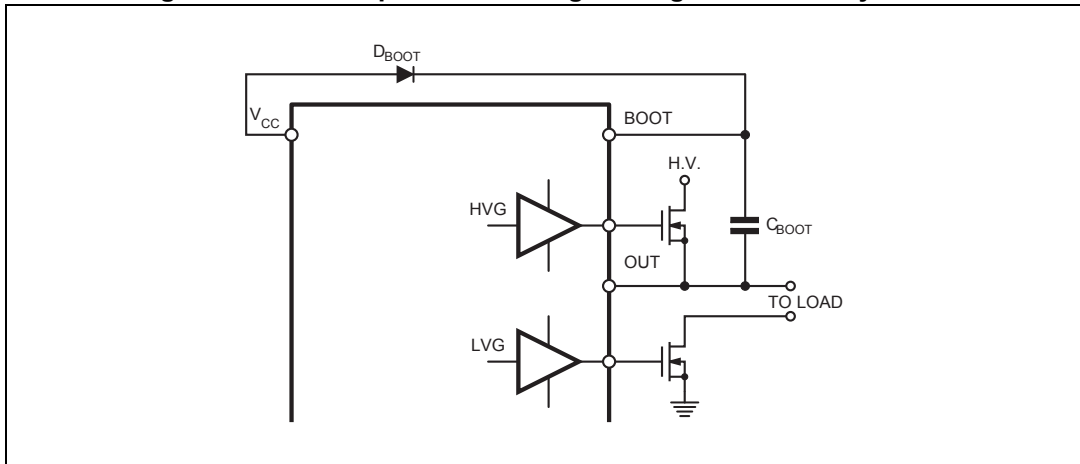 D_BOOT
V_CC
BOOT
H.V.
HVG
C_BOOT
OUT
TO LOAD
LVG